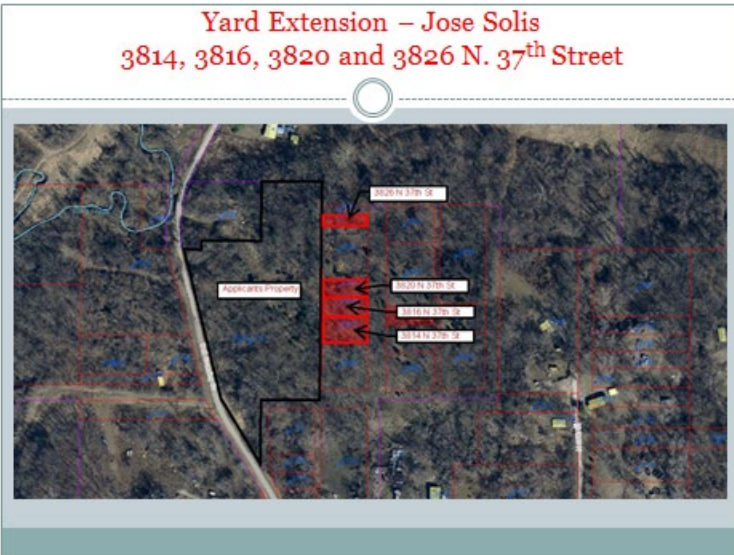 Yard Extension – Jose Solis
3814, 3816, 3820 and 3826 N. 37th Street
3826 N 37th St
Applicants Property
3820 N 37th St
3816 N 37th St
3814 N 37th St